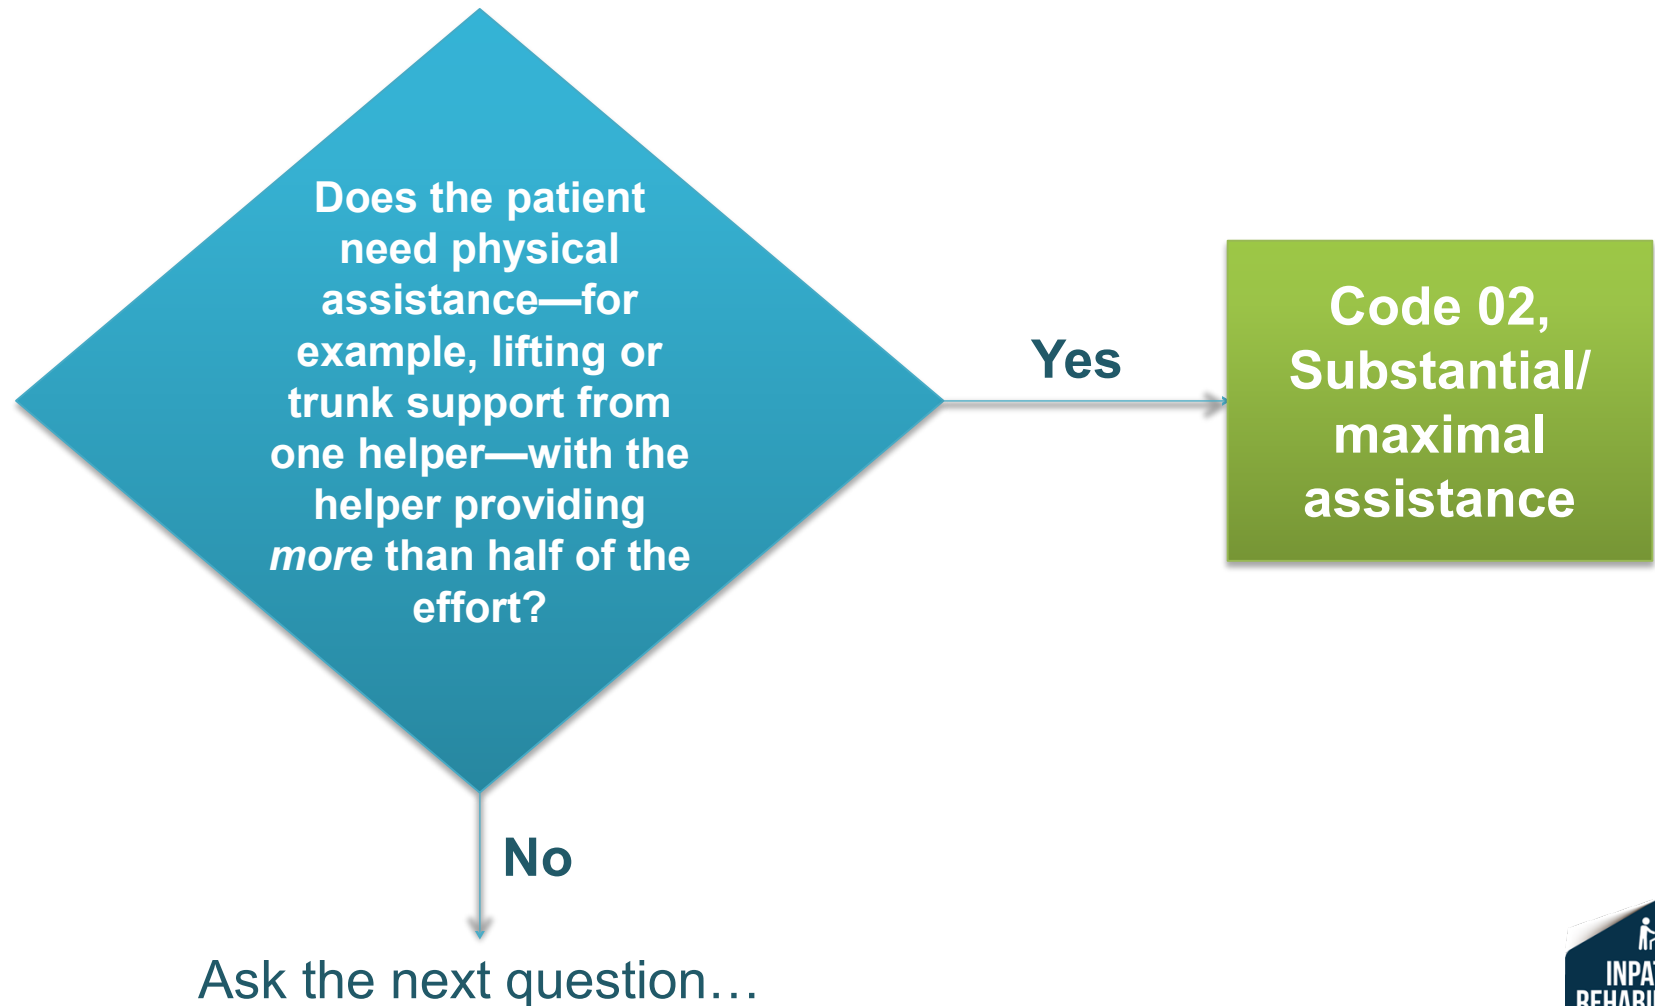 Does the patient
need physical
assistance—for
example, lifting or
trunk support from
one helper—with the
helper providing
more than half of the
effort?
Yes
Code 02,
Substantial/
maximal
assistance
No
Ask the next question…